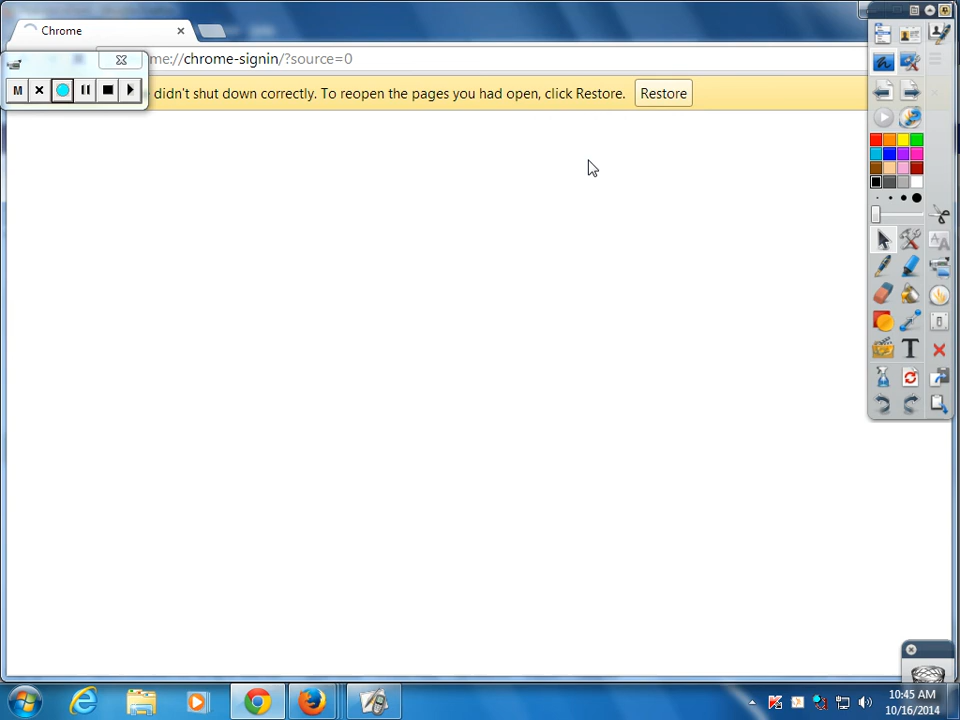 Chrome
me://chrome-signin/?source=0
M
didn't shut down correctly. To reopen the pages you had open, click Restore.
Restore
10:45 AM
10/16/2014